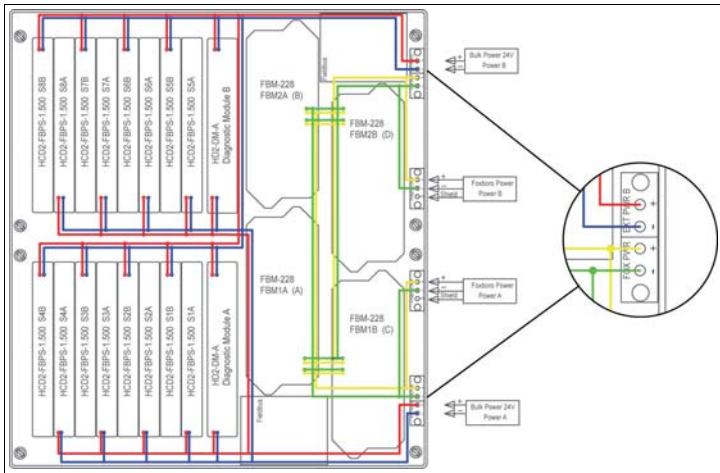 HCD2-FBPS-1.500 S8B
HCD2-FBPS-1.500 S8A
HCD2-FBPS-1.500 S7B
HCD2-FBPS-1.500 S7A
HCD2-FBPS-1.500 S6B
HCD2-FBPS-1.500 S6A
HCD2-FBPS-1.500 S5B
HCD2-FBPS-1.500 S5A
HD2-DM-A
Diagnostic Module B
FBM-228
FBM2A (B)
Fieldbus
FBM-228
FBM2B (D)
+
-
Bulk Power 24V
Power B
+
-
Shield
Foxboro Power
Power B
HCD2-FBPS-1.500 S4B
HCD2-FBPS-1.500 S4A
HCD2-FBPS-1.500 S3B
HCD2-FBPS-1.500 S3A
HCD2-FBPS-1.500 S2B
HCD2-FBPS-1.500 S2A
HCD2-FBPS-1.500 S1B
HCD2-FBPS-1.500 S1A
HD2-DM-A
Diagnostic Module A
FBM-228
FBM1A (A)
Fieldbus
FBM-228
FBM1B (C)
+
-
Shield
Foxboro Power
Power A
+
-
Bulk Power 24V
Power A
EXT PWR B
+
-
FOX PWR
+
-